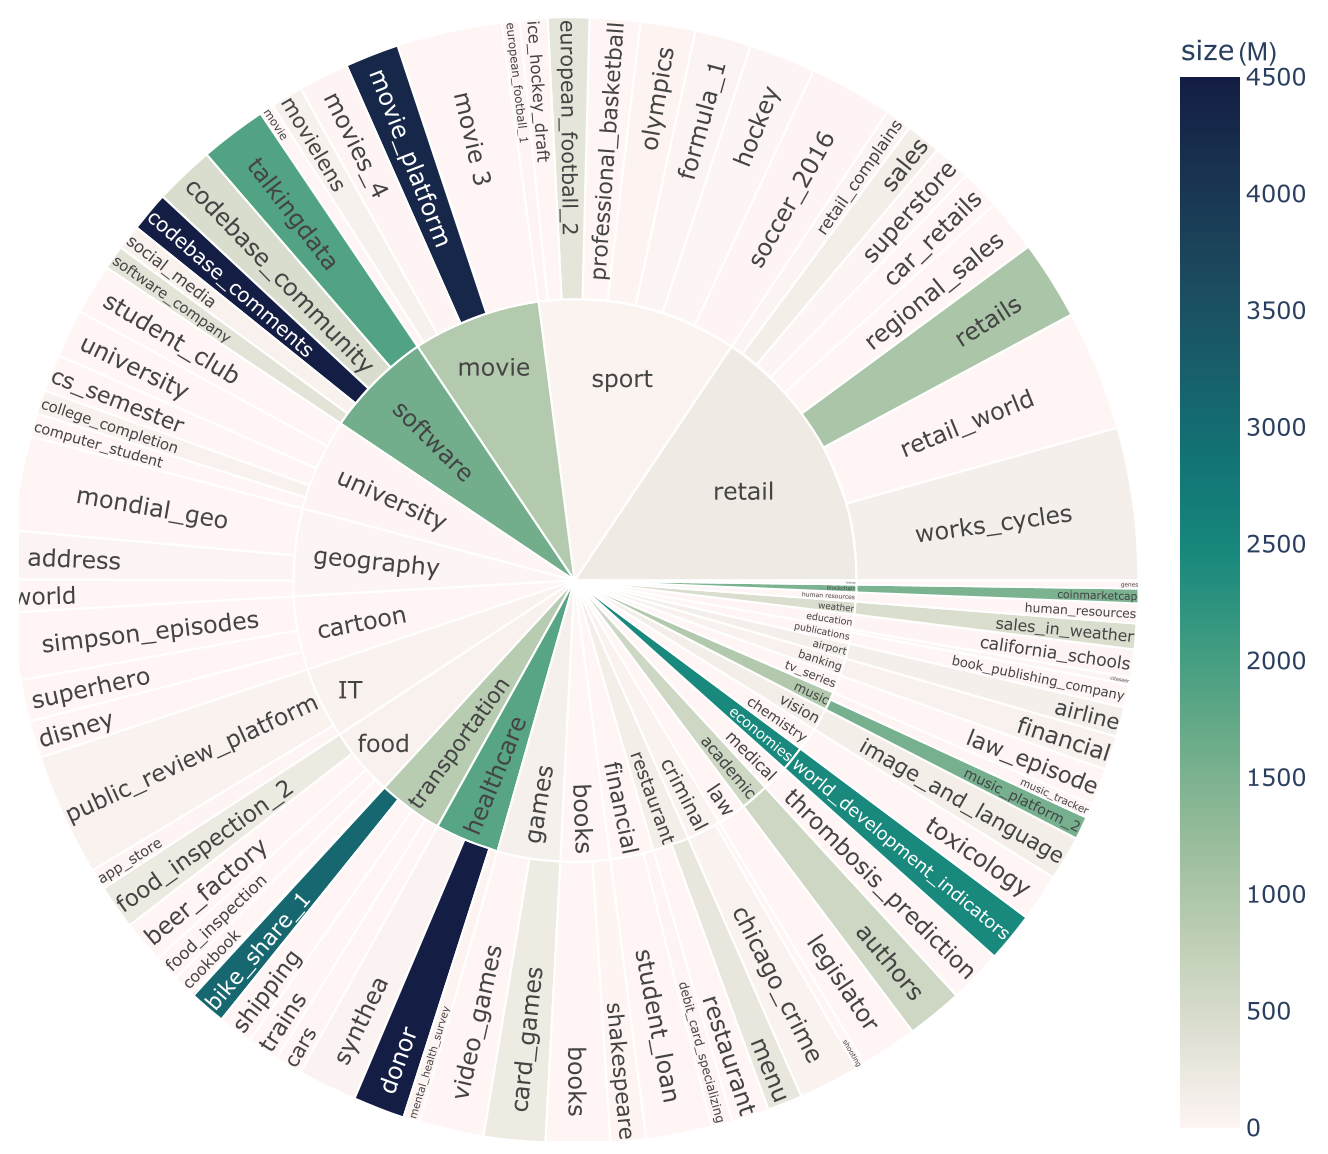 size (M)
4500
4000
3500
3000
2500
2000
1500
1000
500
0
retail
works_cycles
retail_world
retails
regional_sales
car_retails
superstore
sales
retail_complains
sport
soccer_2016
hockey
formula_1
olympics
professional_basketball
european_football_2
ice_hockey_draft
european_football_1
movie
movie 3
movie_platform
movies_4
movielens
movie
software
talkingdata
codebase_community
codebase_comments
social_media
software_company
university
student_club
university
cs_semester
college_completion
computer_student
geography
mondial_geo
address
world
cartoon
simpson_episodes
superhero
disney
IT
public_review_platform
app_store
food
food_inspection_2
beer_factory
food_inspection
cookbook
transportation
bike_share_1
shipping
trains
cars
healthcare
synthea
donor
mental_health_survey
games
video_games
card_games
books
books
shakespeare
financial
student_loan
debit_card_specializing
restaurant
restaurant
menu
criminal
chicago_crime
shooting
law
legislator
academic
authors
medical
thrombosis_prediction
economies
world_development_indicators
chemistry
toxicology
vision
image_and_language
music
music_platform_2
music_tracker
tv_series
law_episode
banking
financial
airport
airline
publications
book_publishing_company
citeseer
education
california_schools
weather
sales_in_weather
human resources
human_resources
blockchain
coinmarketcap
genes